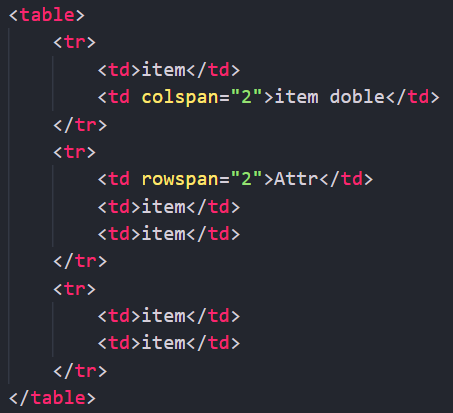 <table>
    <tr>
        <td>item</td>
        <td colspan="2">item doble</td>
    </tr>
    <tr>
        <td rowspan="2">Attr</td>
        <td>item</td>
        <td>item</td>
    </tr>
    <tr>
        <td>item</td>
        <td>item</td>
    </tr>
</table>